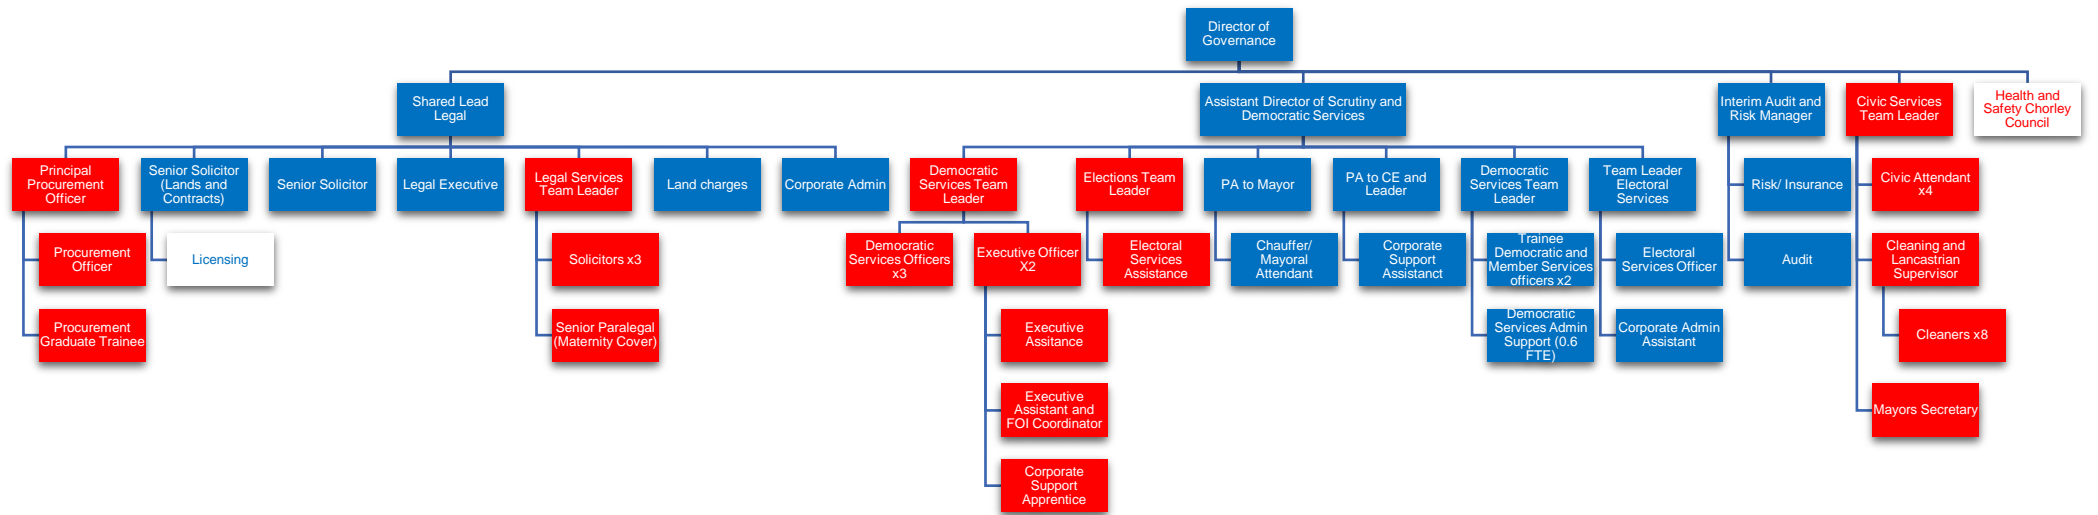 Director of
Governance
Shared Lead
Legal
Assistant Director of Scrutiny and
Democratic Services
Interim Audit and
Risk Manager
Civic Services
Team Leader
Health and
Safety Chorley
Council
Principal
Procurement
Officer
Senior Solicitor
(Lands and
Contracts)
Senior Solicitor
Legal Executive
Legal Services
Team Leader
Land charges
Corporate Admin
Democratic
Services Team
Leader
Elections Team
Leader
PA to Mayor
PA to CE and
Leader
Democratic
Services Team
Leader
Team Leader
Electoral
Services
Risk/ Insurance
Civic Attendant
x4
Procurement
Officer
Licensing
Solicitors x3
Democratic
Services Officers
x3
Executive Officer
X2
Electoral
Services
Assistance
Chauffer/
Mayoral
Attendant
Corporate
Support
Assistanct
Trainee
Democratic and
Member Services
officers x2
Electoral
Services Officer
Audit
Cleaning and
Lancastrian
Supervisor
Procurement
Graduate Trainee
Senior Paralegal
(Maternity Cover)
Executive
Assitance
Democratic
Services Admin
Support (0.6
FTE)
Corporate Admin
Assistant
Cleaners x8
Executive
Assistant and
FOI Coordinator
Mayors Secretary
Corporate
Support
Apprentice